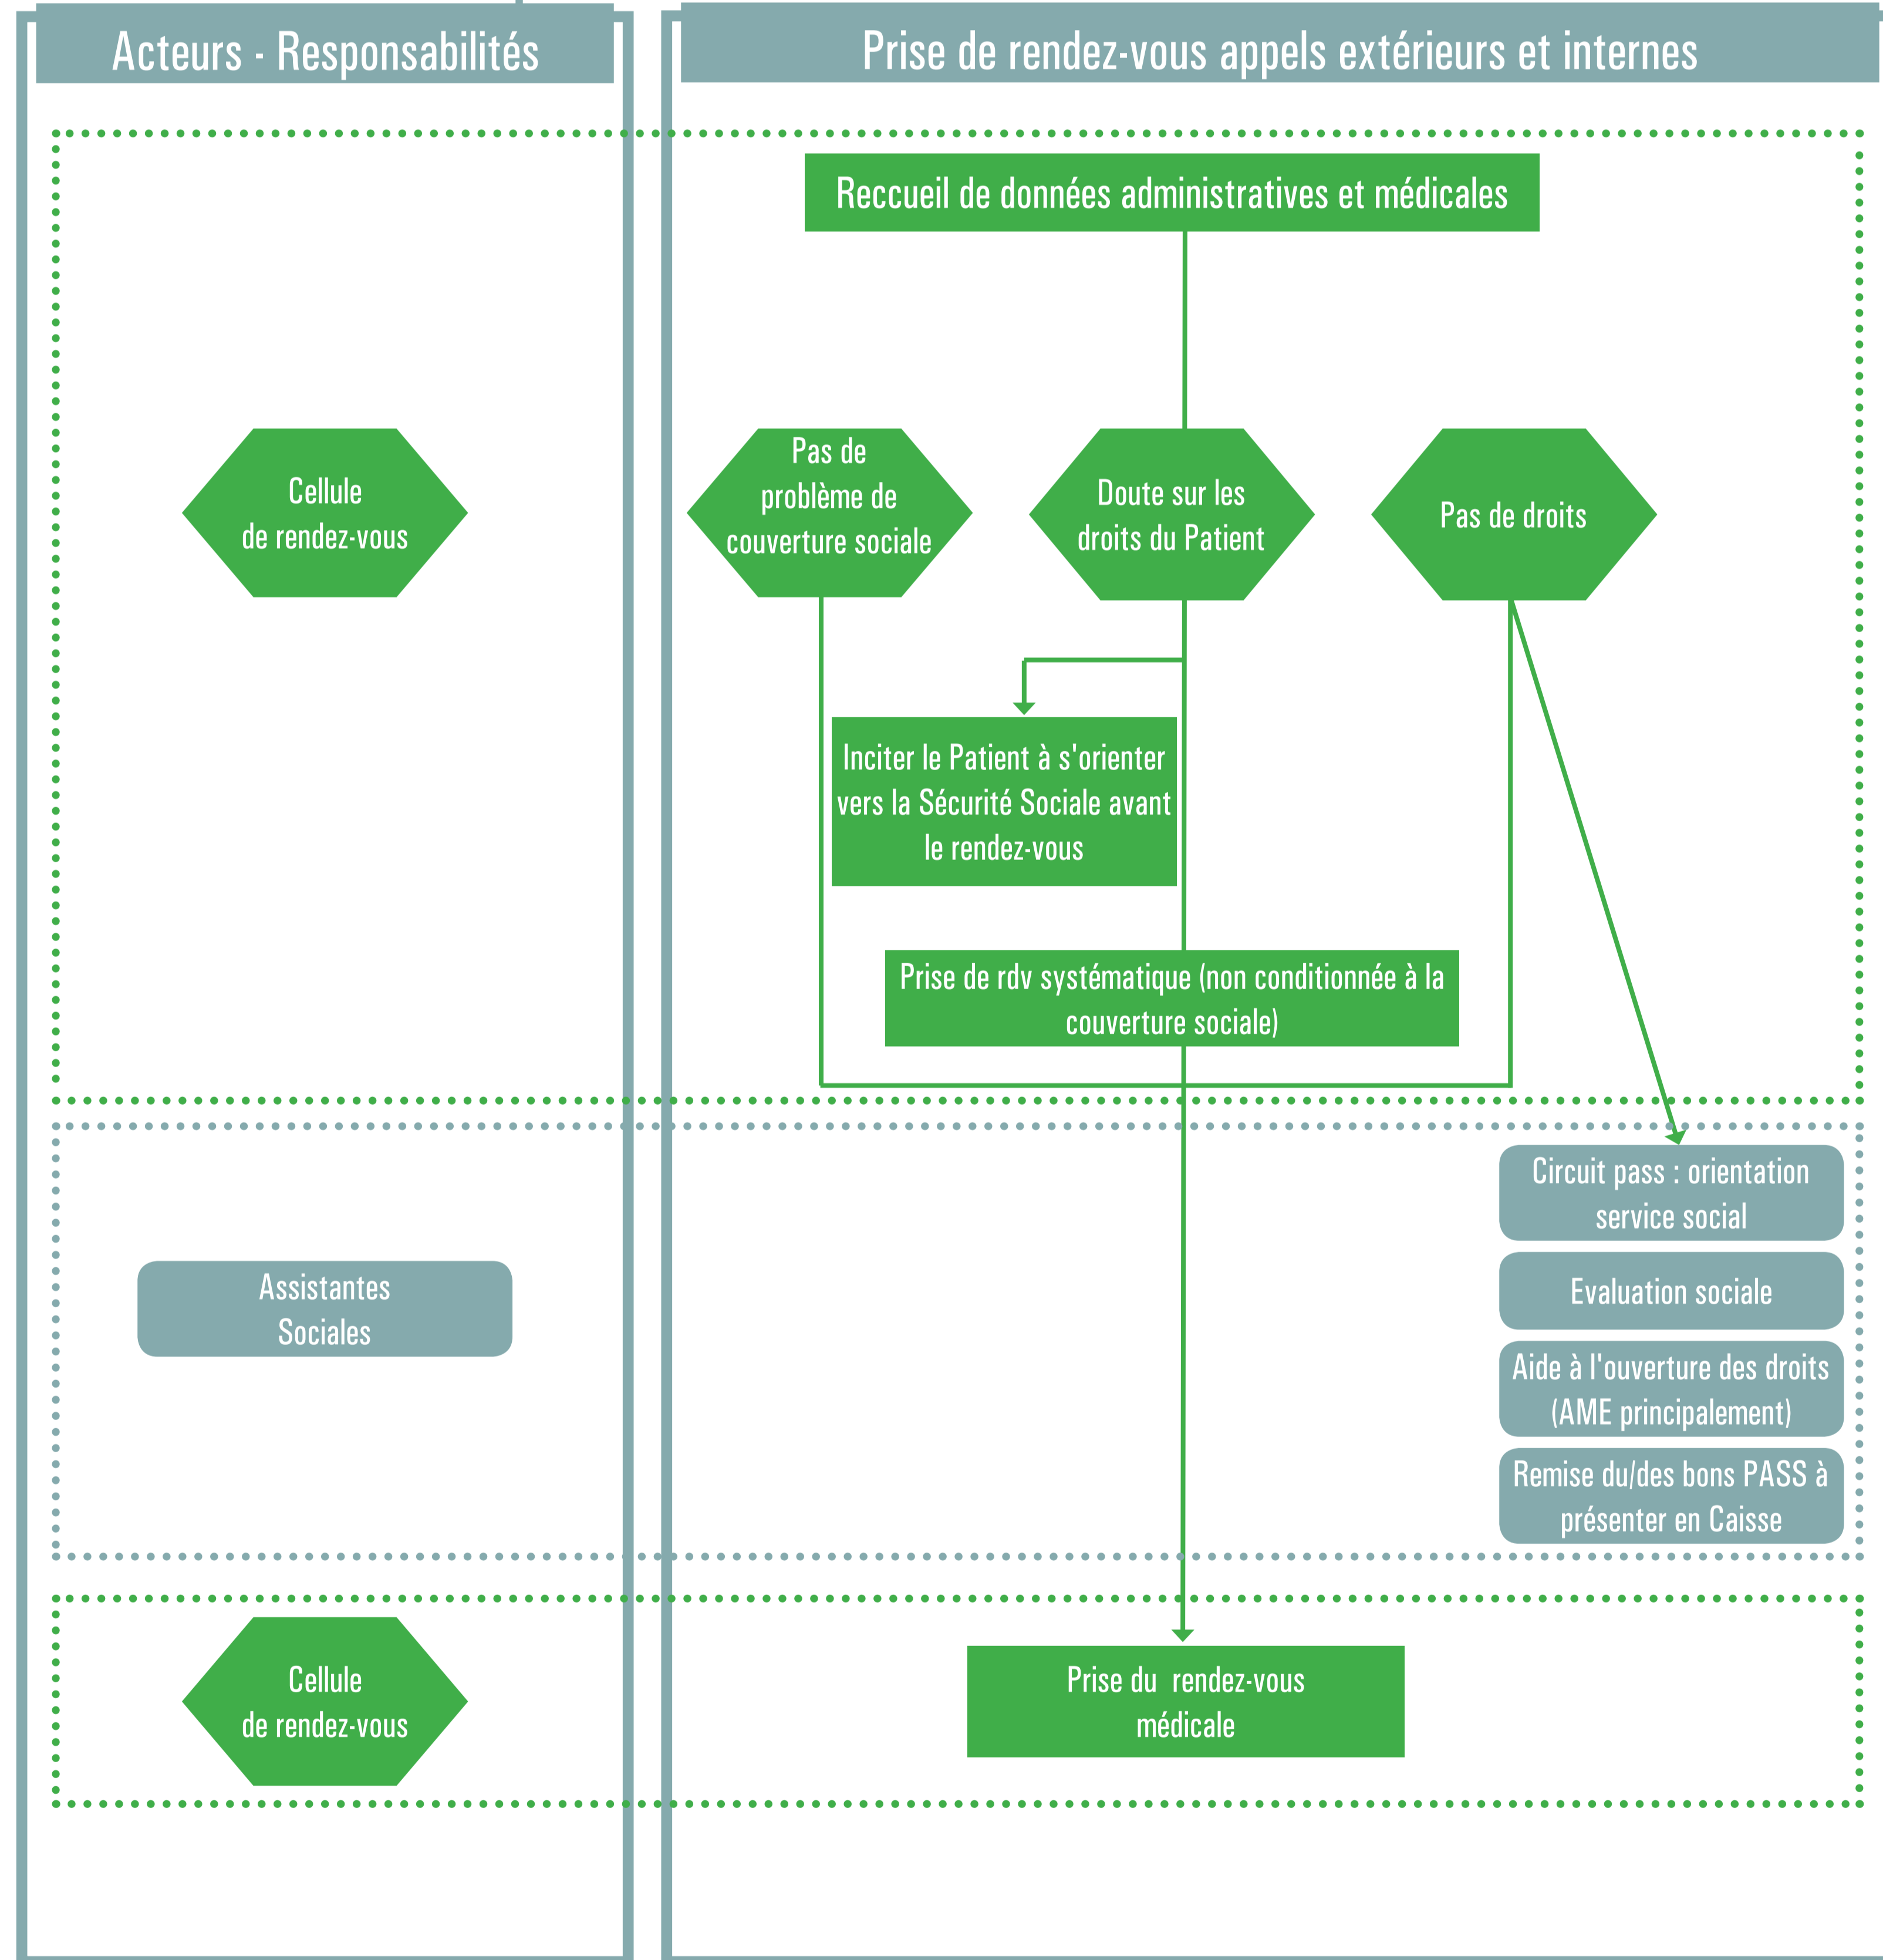 Acteurs - Responsabilités
Prise de rendez-vous appels extérieurs et internes
Reccueil de données administratives et médicales
Cellule
de rendez-vous
Pas de
problème de
couverture sociale
Doute sur les
droits du Patient
Pas de droits
Inciter le Patient à s'orienter
vers la Sécurité Sociale avant
le rendez-vous
Prise de rdv systématique (non conditionnée à la
couverture sociale)
Assistantes
Sociales
Circuit pass : orientation
service social
Evaluation sociale
Aide à l'ouverture des droits
(AME principalement)
Remise du/des bons PASS à
présenter en Caisse
Cellule
de rendez-vous
Prise du rendez-vous
médicale